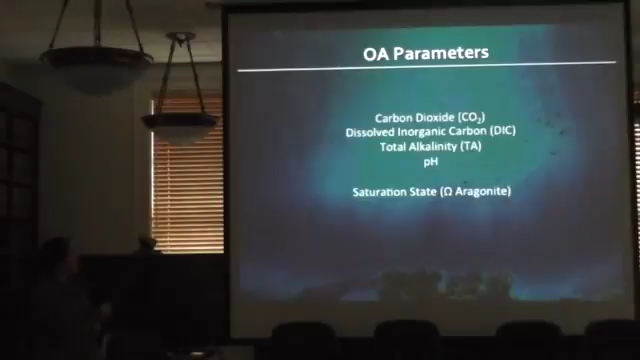 OA Parameters
Carbon Dioxide (CO₂)
Dissolved Inorganic Carbon (DIC)
Total Alkalinity (TA)
pH
Saturation State (Ω Aragonite)